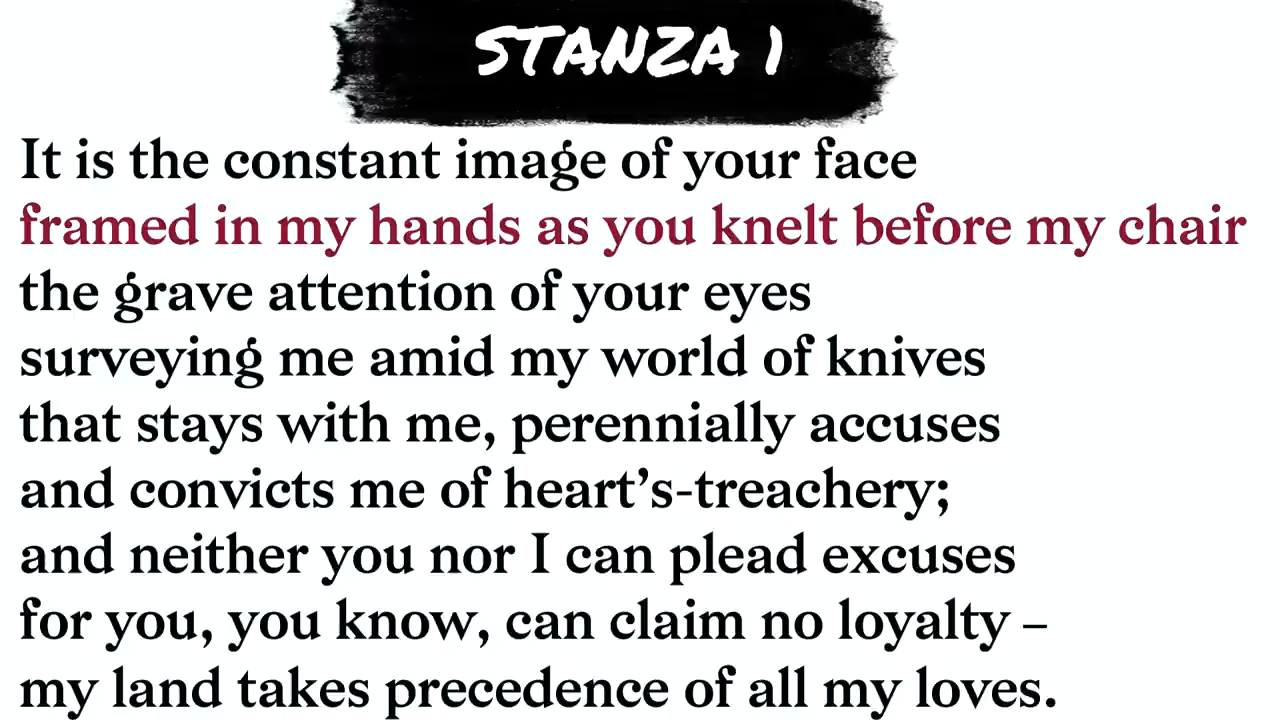 STANZA 1
It is the constant image of your face
framed in my hands as you knelt before my chair
the grave attention of your eyes
surveying me amid my world of knives
that stays with me, perennially accuses
and convicts me of heart’s-treachery;
and neither you nor I can plead excuses
for you, you know, can claim no loyalty –
my land takes precedence of all my loves.